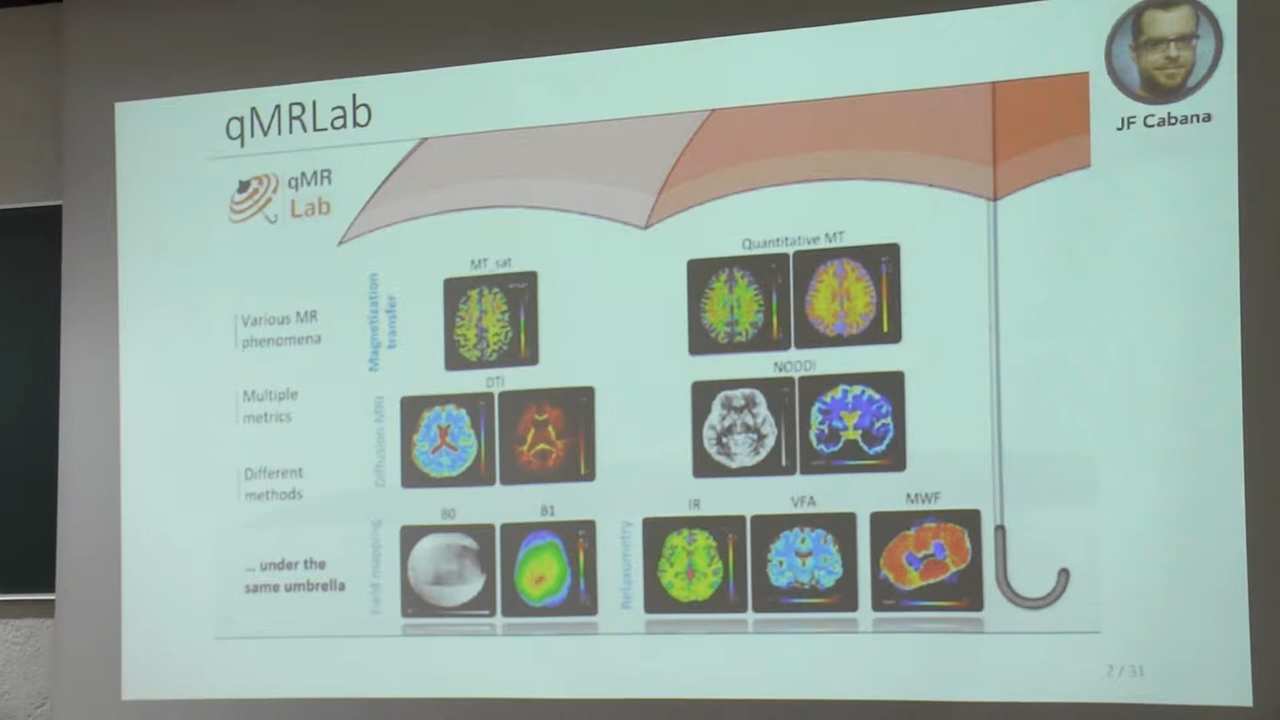 qMRLab
JF Cabana
qMR
Lab
Various MR
phenomena
Multiple
metrics
Different
methods
... under the
same umbrella
Magnetization
transfer
MT_sat
Quantitative MT
Diffusion MRI
DTI
NODDI
Field mapping
B0
B1
Relaxometry
IR
VFA
MWF
2 / 31